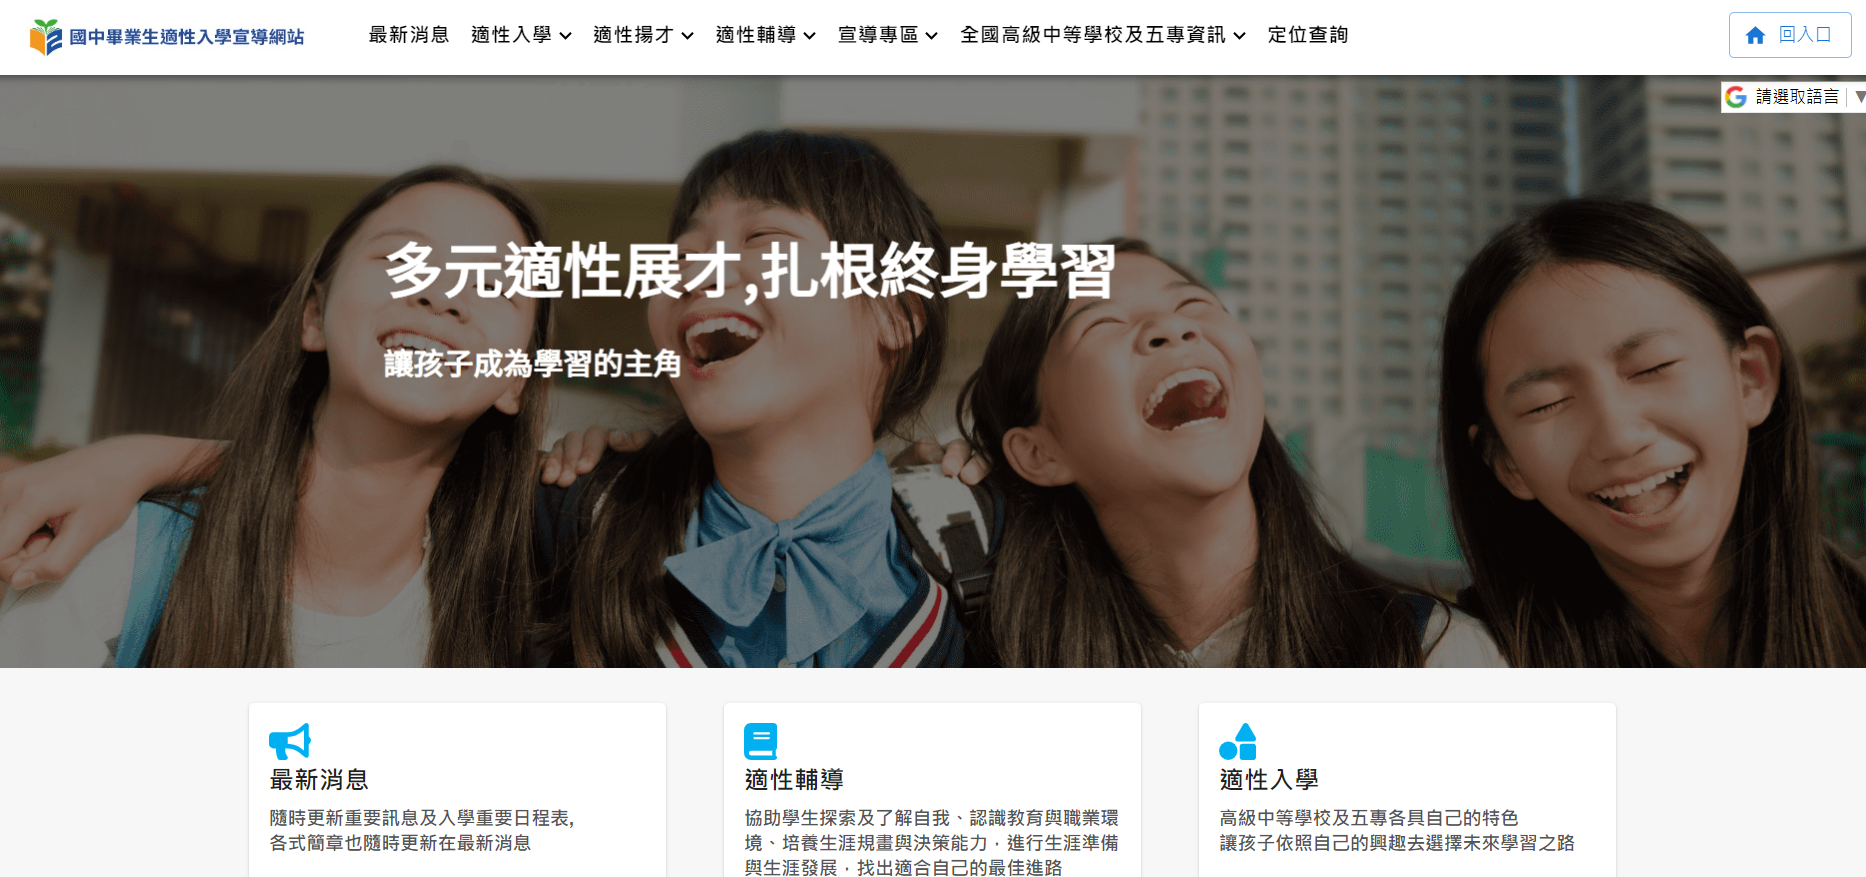 國中畢業生適性入學宣導網站
最新消息 適性入學 適性揚才 適性輔導 宣導專區 全國高級中等學校及五專資訊 定位查詢
回入口
請選取語言
多元適性展才,扎根終身學習
讓孩子成為學習的主角
最新消息
隨時更新重要訊息及入學重要日程表,
各式簡章也隨時更新在最新消息
適性輔導
協助學生探索及了解自我、認識教育與職業環
境、培養生涯規畫與決策能力，進行生涯準備
與生涯發展，找出適合自己的最佳進路
適性入學
高級中等學校及五專各具自己的特色
讓孩子依照自己的興趣去選擇未來學習之路